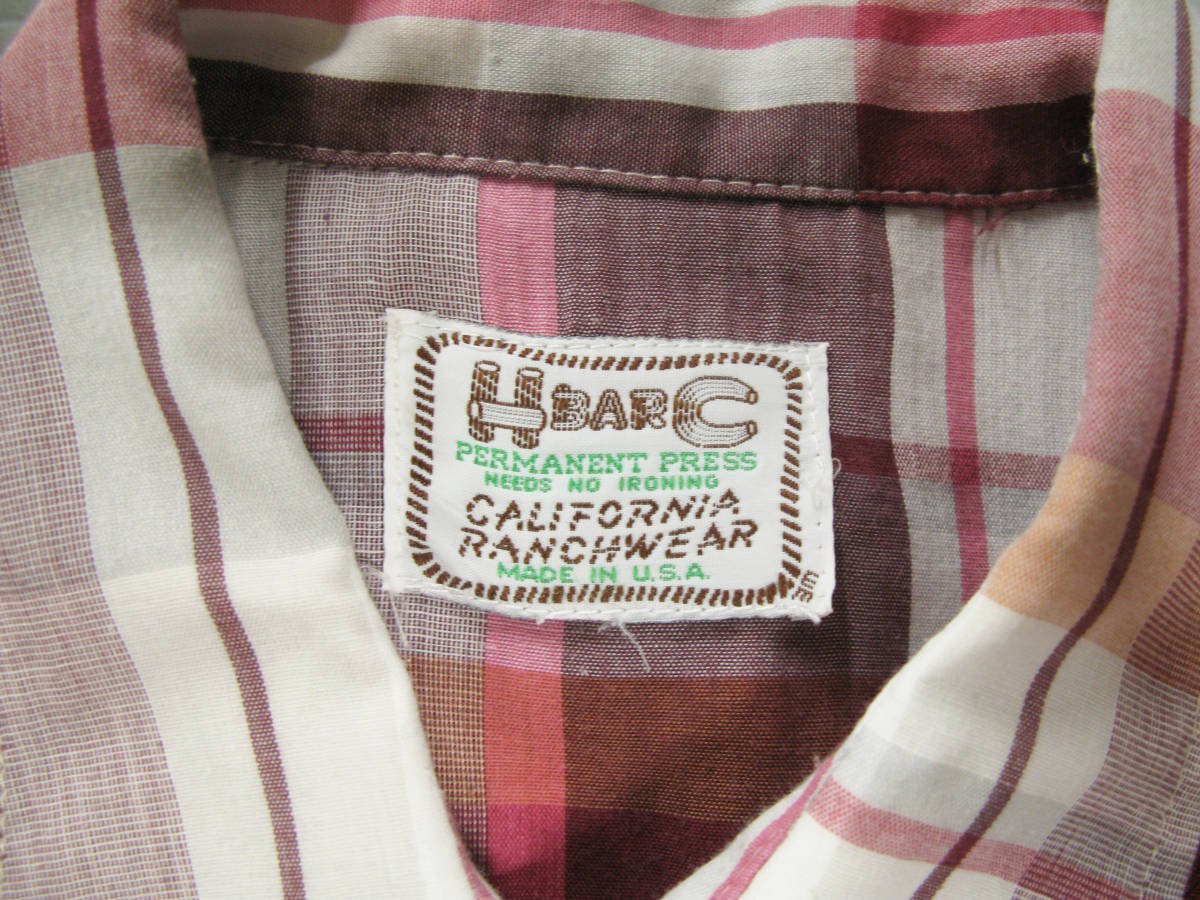 H BAR C
PERMANENT PRESS
NEEDS NO IRONING
CALIFORNIA
RANCHWEAR
MADE IN U.S.A.